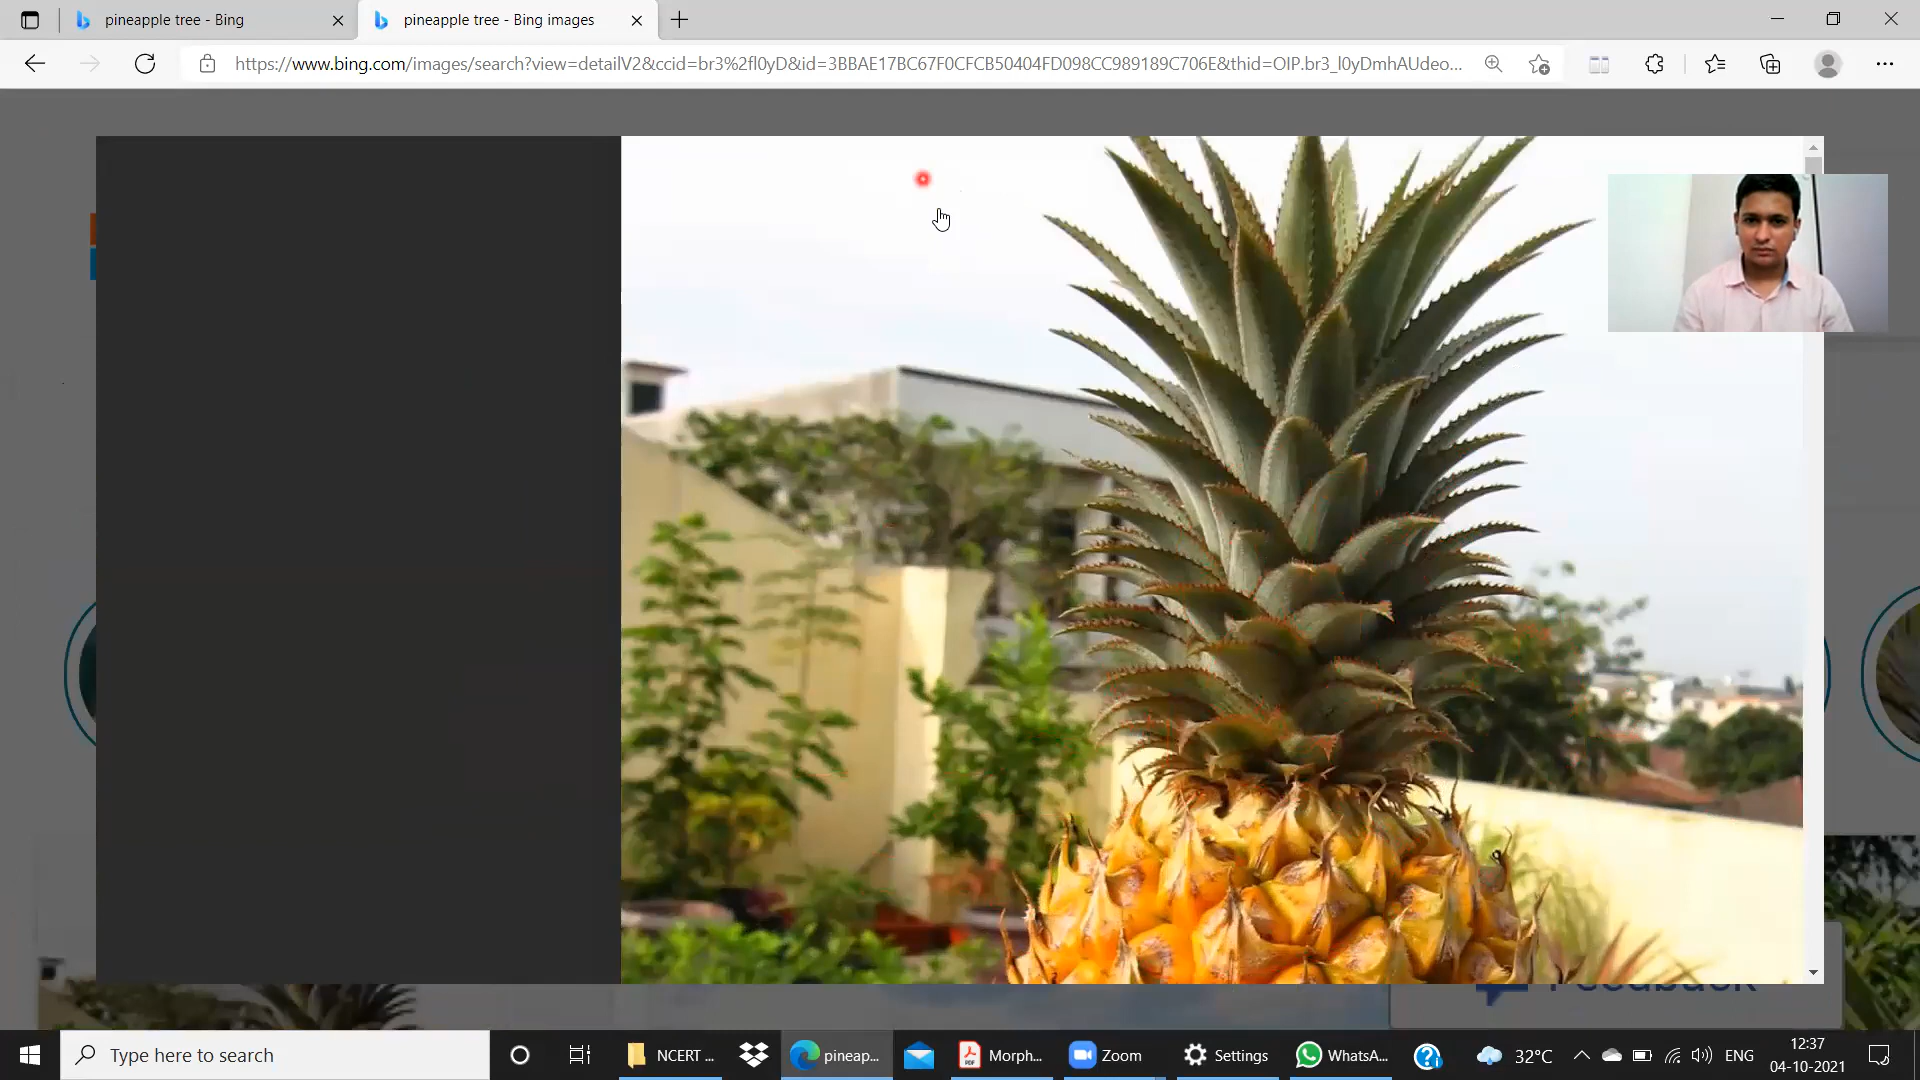 pineapple tree - Bing
pineapple tree - Bing images
https://www.bing.com/images/search?view=detailV2&ccid=br3%2fl0yD&id=3BBAE17BC67F0CFCB50404FD098CC989189C706E&thid=OIP.br3_l0yDmhAUdeo...
Type here to search
NCERT ...
pineap...
Morph...
Zoom
Settings
WhatsA...
32°C
ENG
12:37
04-10-2021